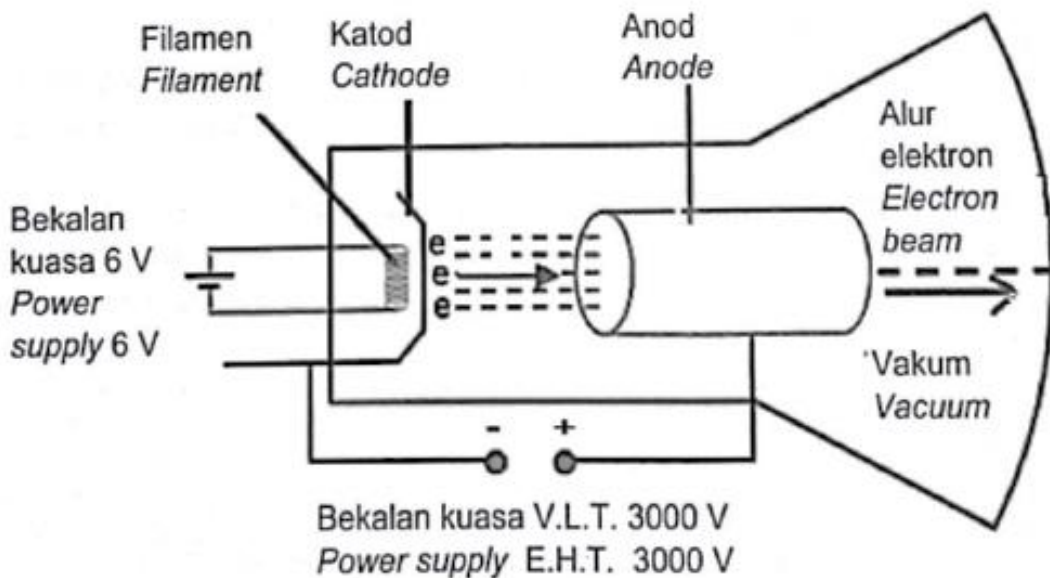 Filamen
Filament
Katod
Cathode
Anod
Anode
Alur
elektron
Electron
beam
Bekalan
kuasa 6 V
Power
supply 6 V
e
e
e
Vakum
Vacuum
- +
Bekalan kuasa V.L.T. 3000 V
Power supply E.H.T. 3000 V